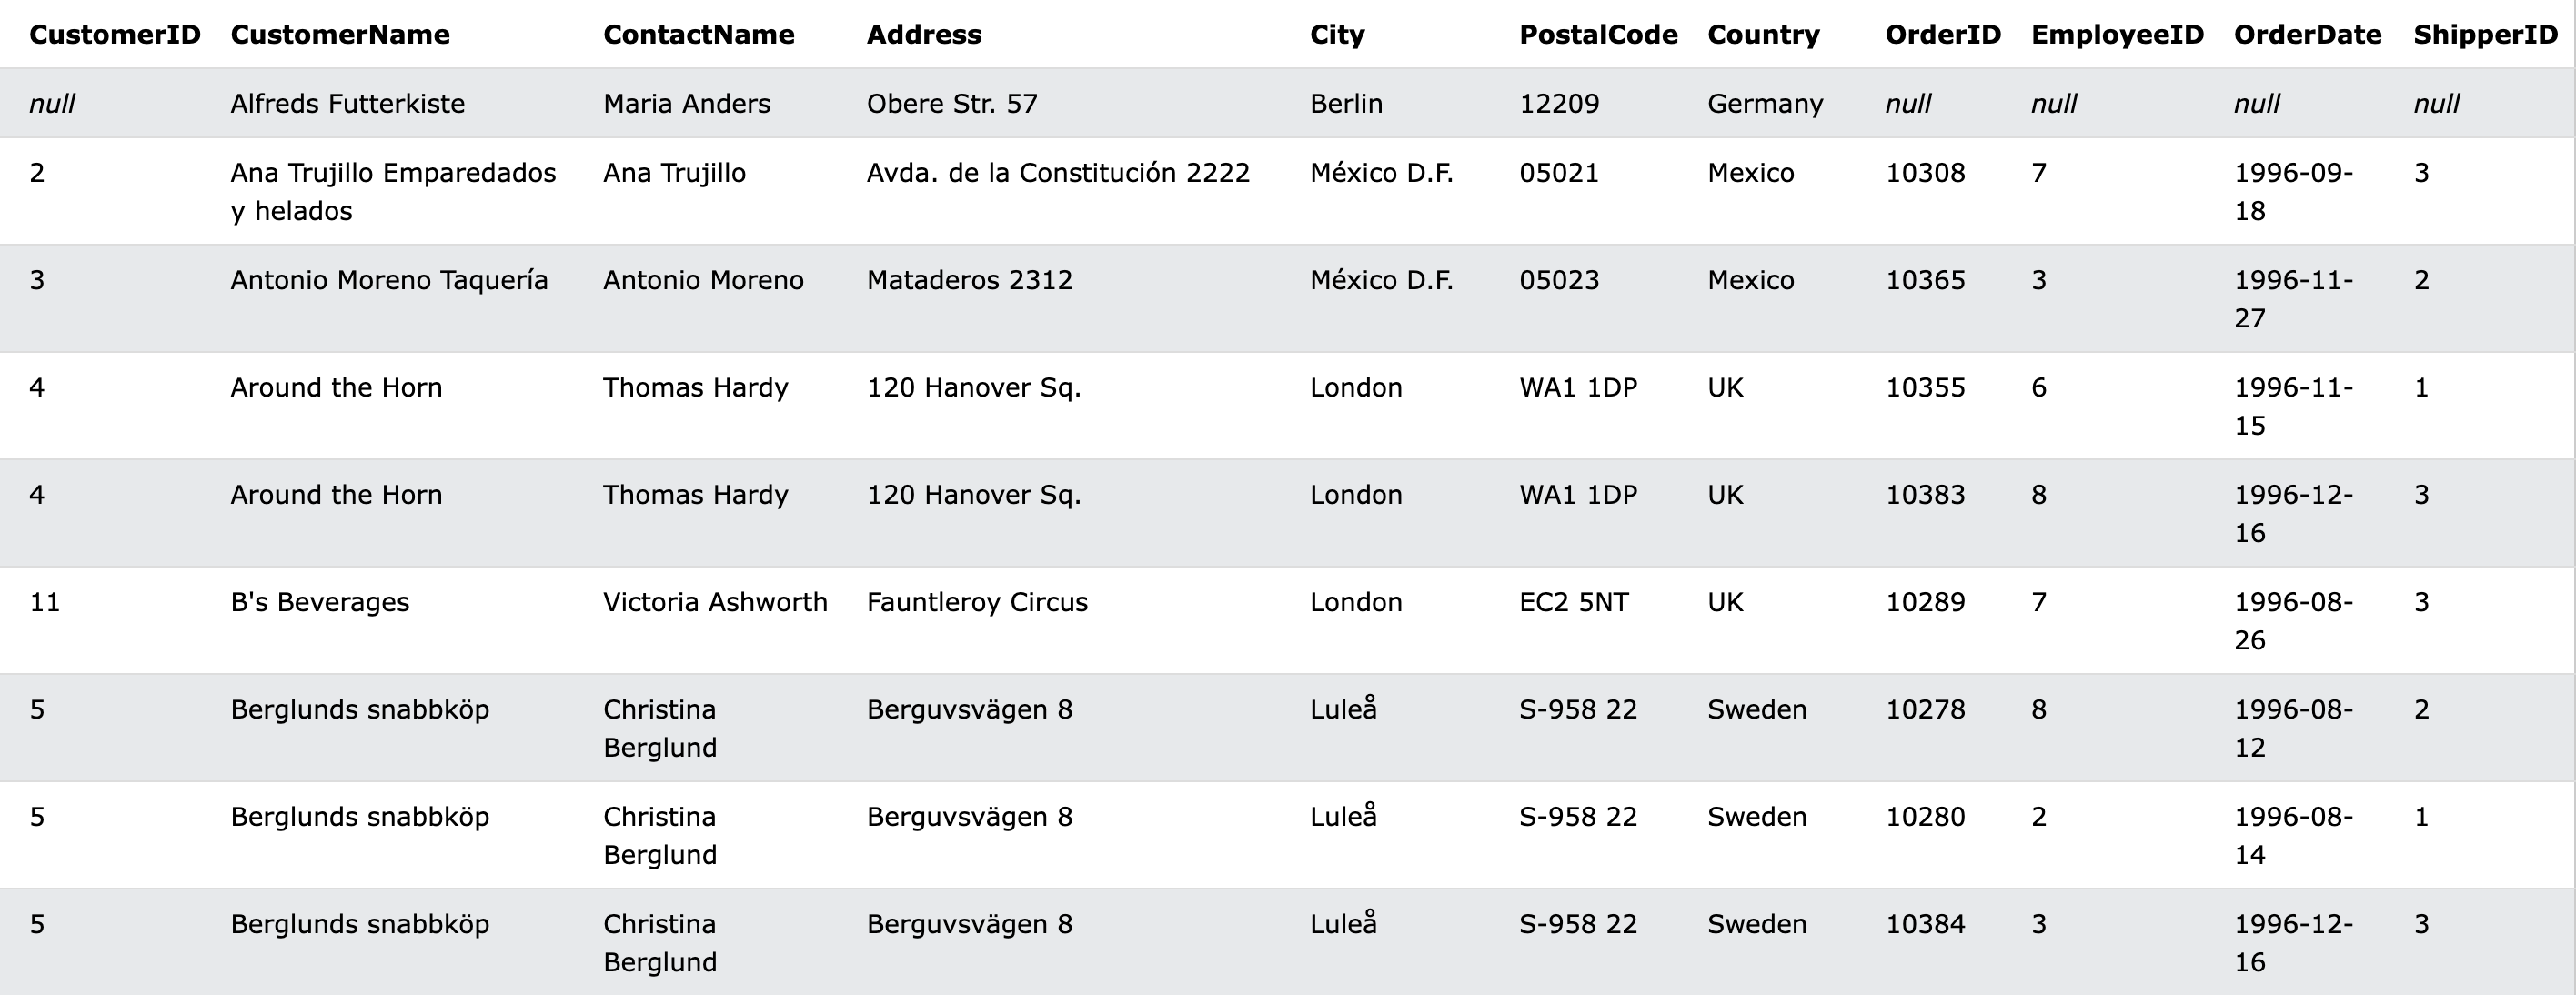 CustomerID CustomerName ContactName Address City PostalCode Country OrderID EmployeeID OrderDate ShipperID
null Alfreds Futterkiste Maria Anders Obere Str. 57 Berlin 12209 Germany null null null null
2 Ana Trujillo Emparedados Ana Trujillo Avda. de la Constitución 2222 México D.F. 05021 Mexico 10308 7 1996-09- 3
y helados 18
3 Antonio Moreno Taquería Antonio Moreno Mataderos 2312 México D.F. 05023 Mexico 10365 3 1996-11- 2
27
4 Around the Horn Thomas Hardy 120 Hanover Sq. London WA1 1DP UK 10355 6 1996-11- 1
15
4 Around the Horn Thomas Hardy 120 Hanover Sq. London WA1 1DP UK 10383 8 1996-12- 3
16
11 B's Beverages Victoria Ashworth Fauntleroy Circus London EC2 5NT UK 10289 7 1996-08- 3
26
5 Berglunds snabbköp Christina Berguvsvägen 8 Luleå S-958 22 Sweden 10278 8 1996-08- 2
Berglund 12
5 Berglunds snabbköp Christina Berguvsvägen 8 Luleå S-958 22 Sweden 10280 2 1996-08- 1
Berglund 14
5 Berglunds snabbköp Christina Berguvsvägen 8 Luleå S-958 22 Sweden 10384 3 1996-12- 3
Berglund 16